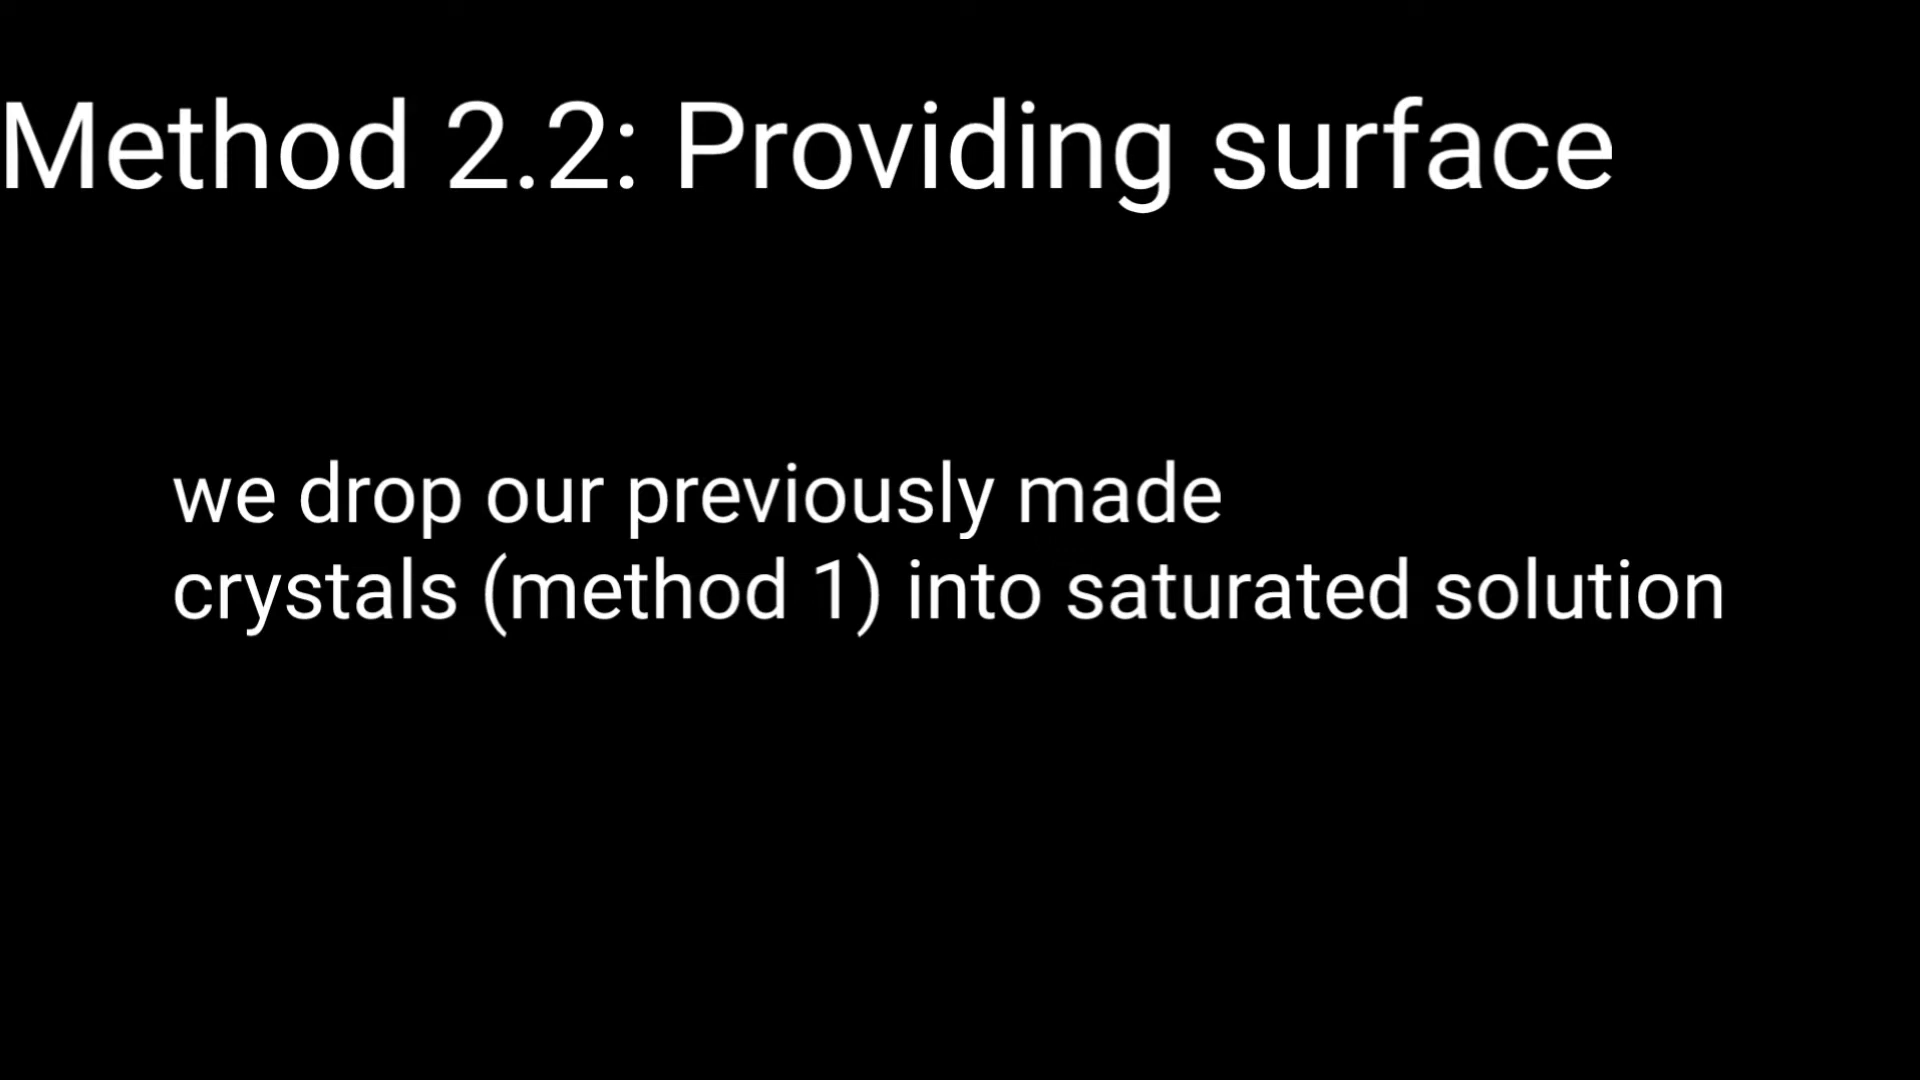 Method 2.2: Providing surface
we drop our previously made
crystals (method 1) into saturated solution